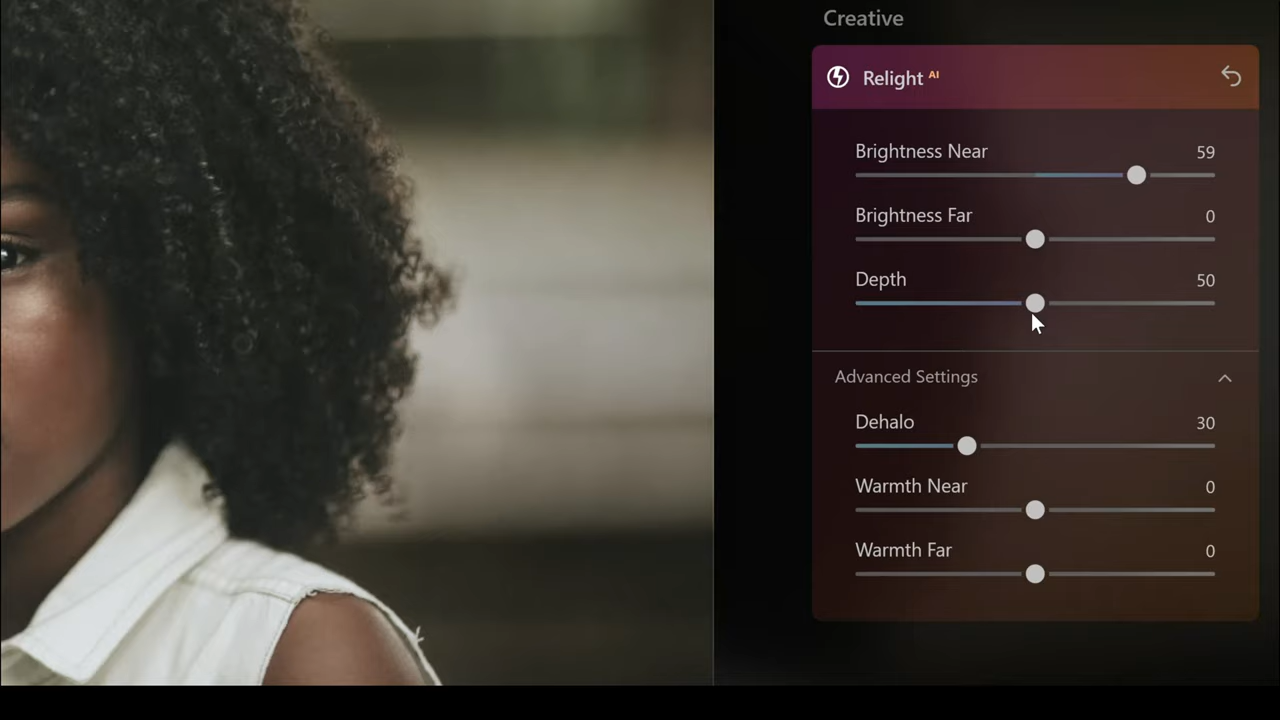 Creative
Relight AI
Brightness Near 59
Brightness Far 0
Depth 50
Advanced Settings
Dehalo 30
Warmth Near 0
Warmth Far 0